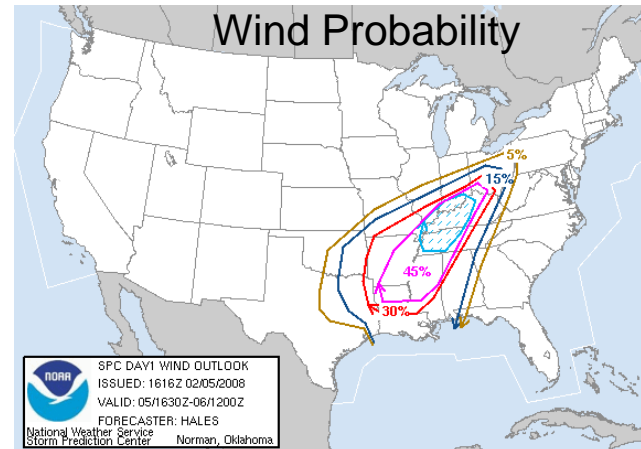 Wind Probability
5%
15%
45%
30%
NOAA
SPC DAY1 WIND OUTLOOK
ISSUED: 1616Z 02/05/2008
VALID: 05/1630Z-06/1200Z
FORECASTER: HALES
National Weather Service
Storm Prediction Center Norman, Oklahoma